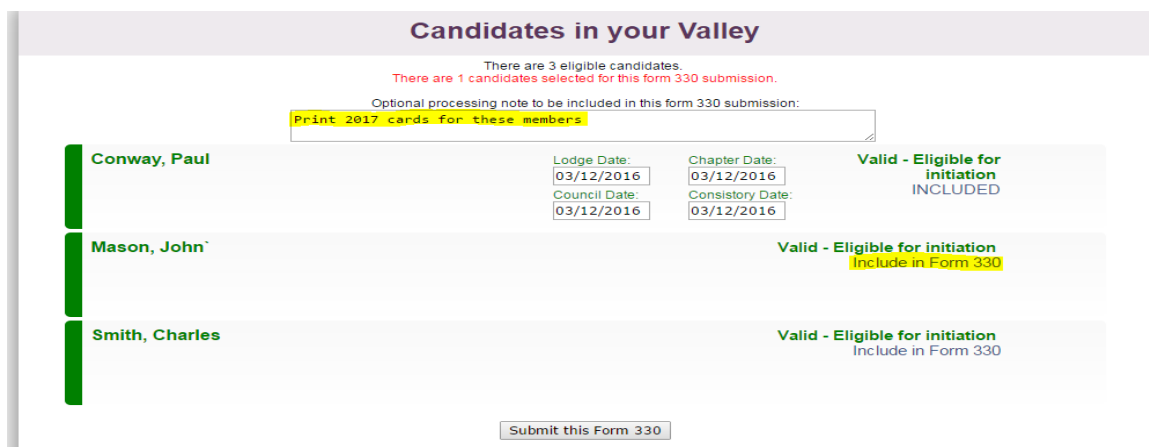 Candidates in your Valley
There are 3 eligible candidates.
There are 1 candidates selected for this form 330 submission.
Optional processing note to be included in this form 330 submission:
Print 2017 cards for these members
Conway, Paul
Lodge Date:
Chapter Date:
03/12/2016
03/12/2016
Council Date:
Consistory Date:
03/12/2016
03/12/2016
Valid - Eligible for
initiation
INCLUDED
Mason, John`
Valid - Eligible for initiation
Include in Form 330
Smith, Charles
Valid - Eligible for initiation
Include in Form 330
Submit this Form 330